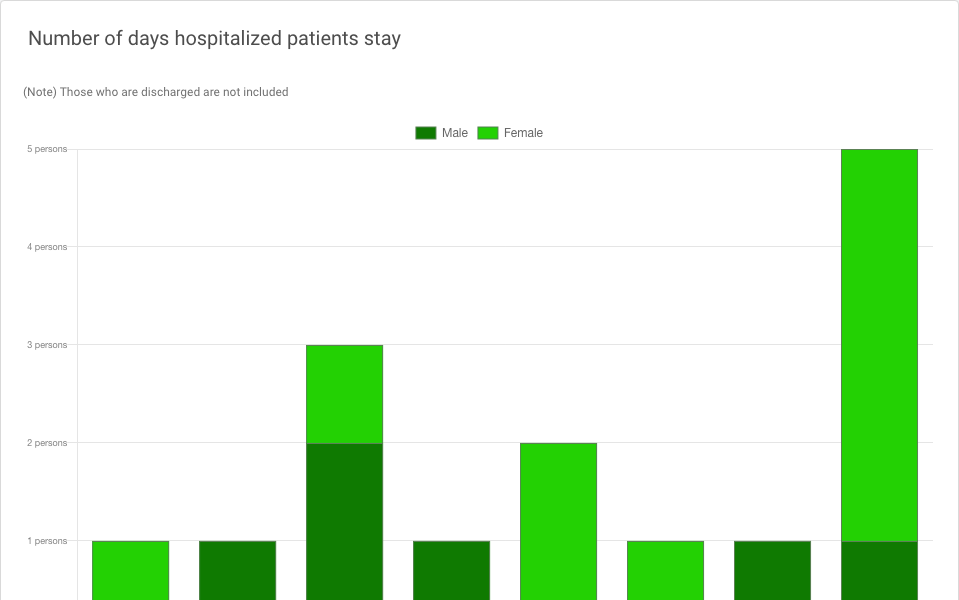 Number of days hospitalized patients stay
(Note) Those who are discharged are not included
Male Female
5 persons
4 persons
3 persons
2 persons
1 persons